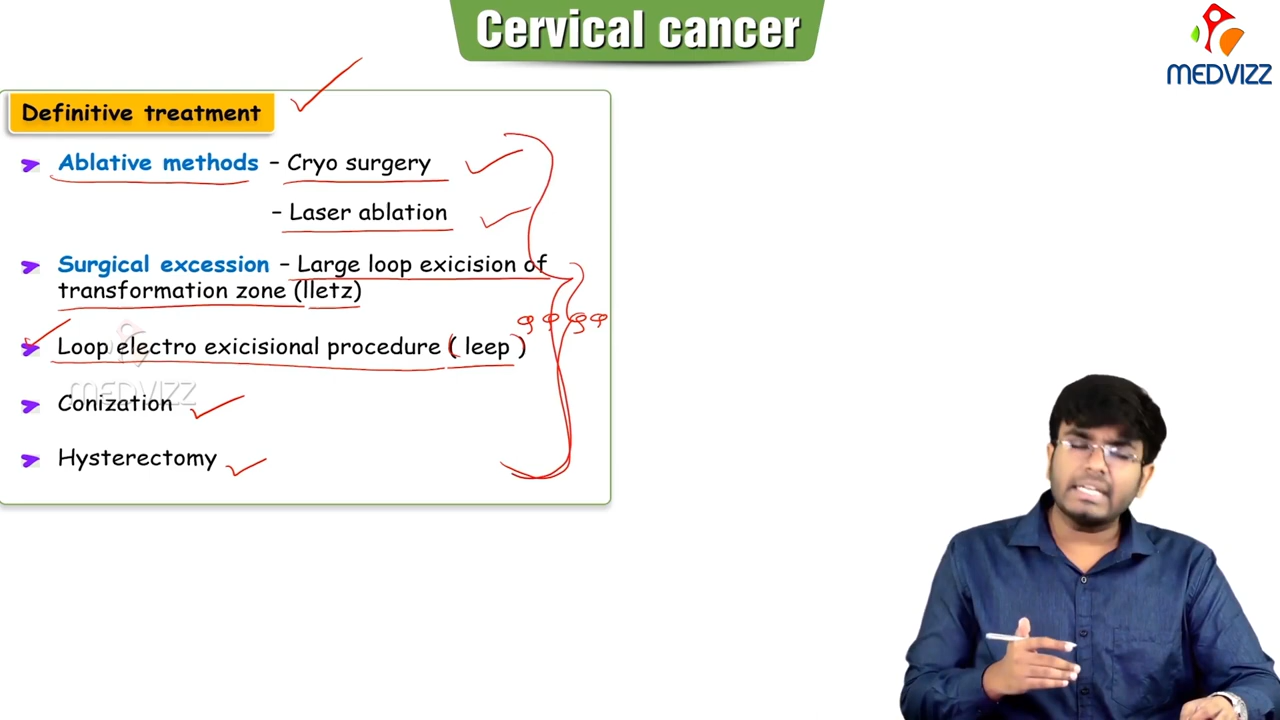 Cervical cancer
MEDVIZZ
Definitive treatment
Ablative methods – Cryo surgery
– Laser ablation
Surgical excession – Large loop exicision of
transformation zone (lletz)
Loop electro exicisional procedure ( leep )
MEDVIZZ
Conization
Hysterectomy